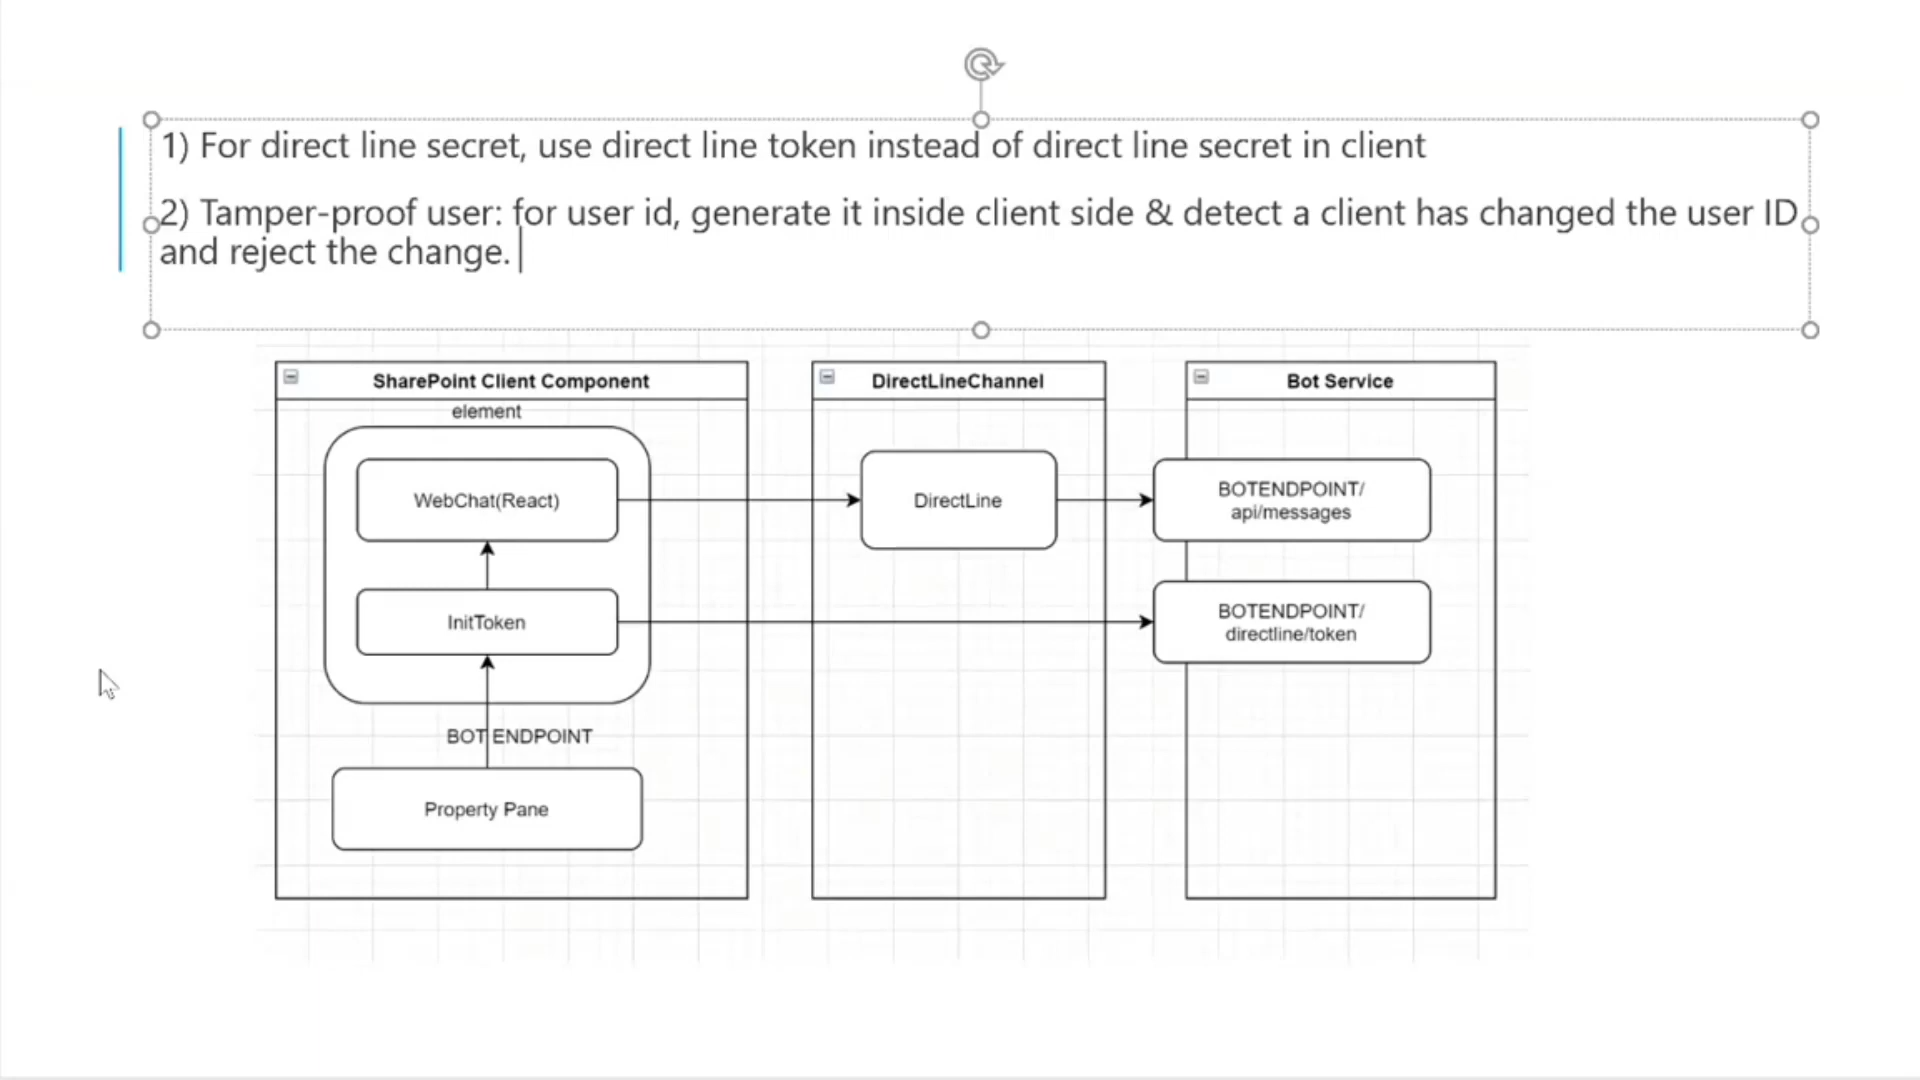 1) For direct line secret, use direct line token instead of direct line secret in client
2) Tamper-proof user: for user id, generate it inside client side & detect a client has changed the user ID
and reject the change.
SharePoint Client Component
element
WebChat(React)
InitToken
BOT ENDPOINT
Property Pane
DirectLineChannel
DirectLine
Bot Service
BOTENDPOINT/
api/messages
BOTENDPOINT/
directline/token